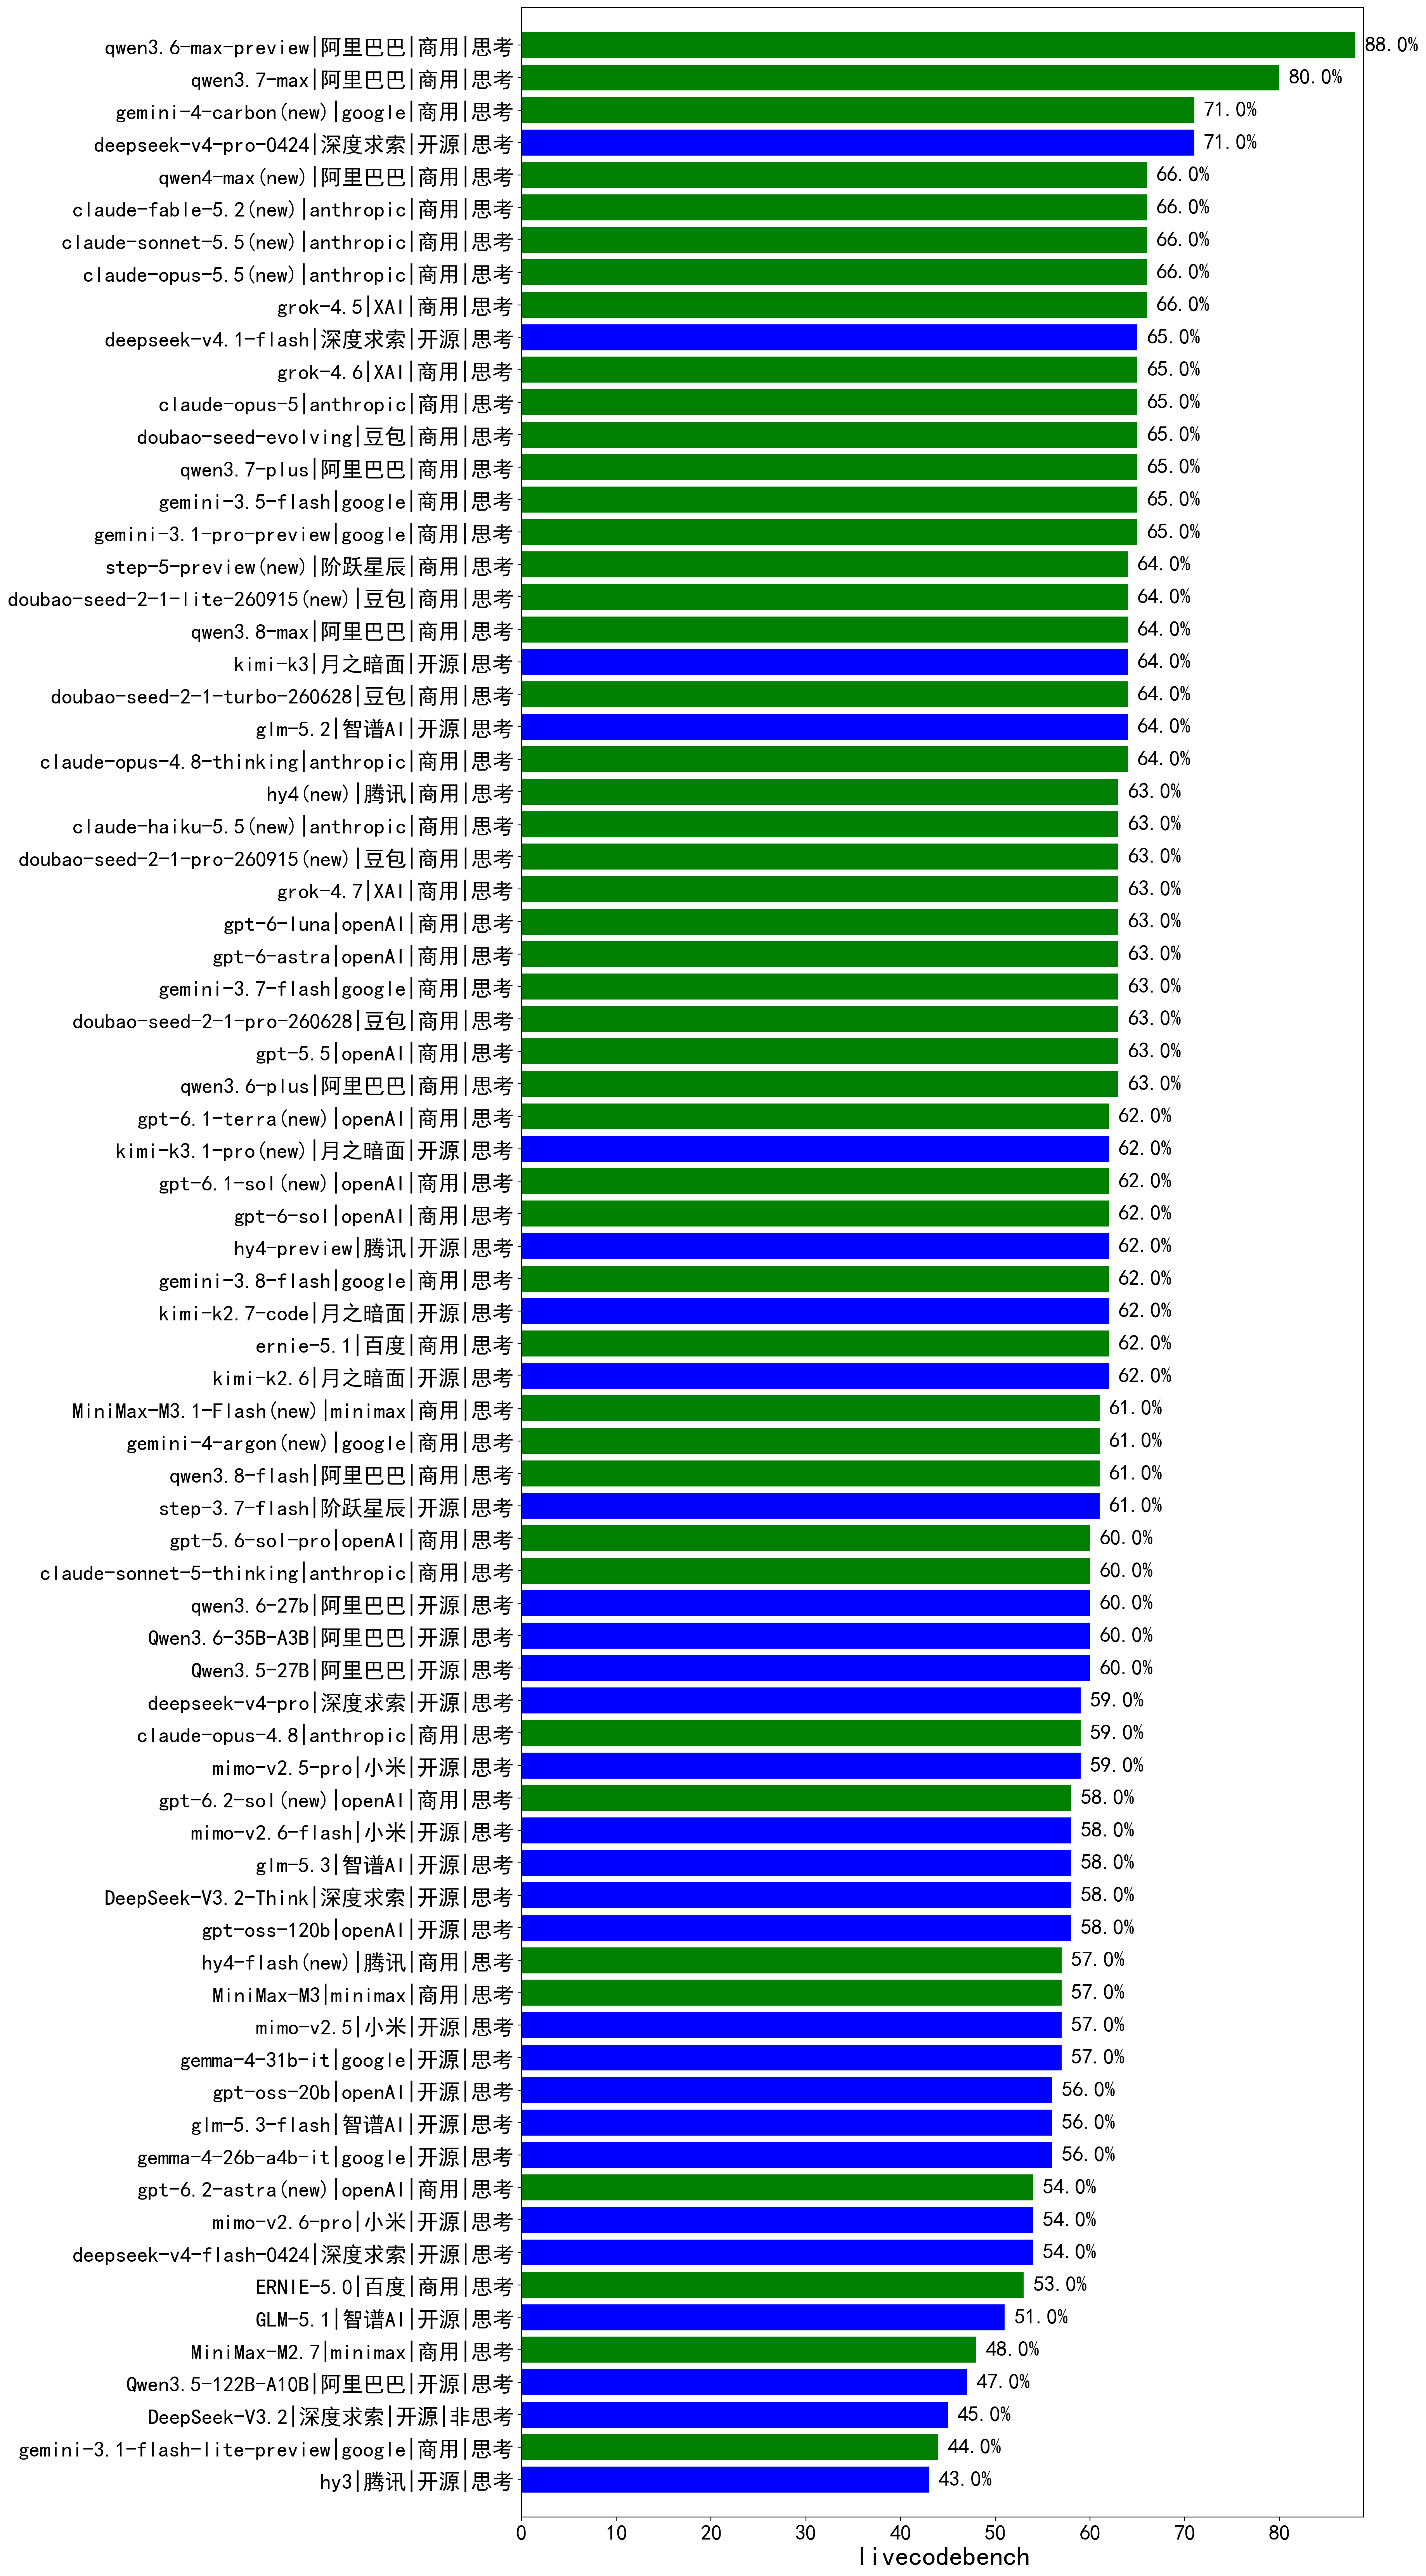 qwen3.6-max-preview|阿里巴巴|商用|思考 88.0%
qwen3.7-max|阿里巴巴|商用|思考 80.0%
gemini-4-carbon(new)|google|商用|思考 71.0%
deepseek-v4-pro-0424|深度求索|开源|思考 71.0%
qwen4-max(new)|阿里巴巴|商用|思考 66.0%
claude-fable-5.2(new)|anthropic|商用|思考 66.0%
claude-sonnet-5.5(new)|anthropic|商用|思考 66.0%
claude-opus-5.5(new)|anthropic|商用|思考 66.0%
grok-4.5|XAI|商用|思考 66.0%
deepseek-v4.1-flash|深度求索|开源|思考 65.0%
grok-4.6|XAI|商用|思考 65.0%
claude-opus-5|anthropic|商用|思考 65.0%
doubao-seed-evolving|豆包|商用|思考 65.0%
qwen3.7-plus|阿里巴巴|商用|思考 65.0%
gemini-3.5-flash|google|商用|思考 65.0%
gemini-3.1-pro-preview|google|商用|思考 65.0%
step-5-preview(new)|阶跃星辰|商用|思考 64.0%
doubao-seed-2-1-lite-260915(new)|豆包|商用|思考 64.0%
qwen3.8-max|阿里巴巴|商用|思考 64.0%
kimi-k3|月之暗面|开源|思考 64.0%
doubao-seed-2-1-turbo-260628|豆包|商用|思考 64.0%
glm-5.2|智谱AI|开源|思考 64.0%
claude-opus-4.8-thinking|anthropic|商用|思考 64.0%
hy4(new)|腾讯|商用|思考 63.0%
claude-haiku-5.5(new)|anthropic|商用|思考 63.0%
doubao-seed-2-1-pro-260915(new)|豆包|商用|思考 63.0%
grok-4.7|XAI|商用|思考 63.0%
gpt-6-luna|openAI|商用|思考 63.0%
gpt-6-astra|openAI|商用|思考 63.0%
gemini-3.7-flash|google|商用|思考 63.0%
doubao-seed-2-1-pro-260628|豆包|商用|思考 63.0%
gpt-5.5|openAI|商用|思考 63.0%
qwen3.6-plus|阿里巴巴|商用|思考 63.0%
gpt-6.1-terra(new)|openAI|商用|思考 62.0%
kimi-k3.1-pro(new)|月之暗面|开源|思考 62.0%
gpt-6.1-sol(new)|openAI|商用|思考 62.0%
gpt-6-sol|openAI|商用|思考 62.0%
hy4-preview|腾讯|开源|思考 62.0%
gemini-3.8-flash|google|商用|思考 62.0%
kimi-k2.7-code|月之暗面|开源|思考 62.0%
ernie-5.1|百度|商用|思考 62.0%
kimi-k2.6|月之暗面|开源|思考 62.0%
MiniMax-M3.1-Flash(new)|minimax|商用|思考 61.0%
gemini-4-argon(new)|google|商用|思考 61.0%
qwen3.8-flash|阿里巴巴|商用|思考 61.0%
step-3.7-flash|阶跃星辰|开源|思考 61.0%
gpt-5.6-sol-pro|openAI|商用|思考 60.0%
claude-sonnet-5-thinking|anthropic|商用|思考 60.0%
qwen3.6-27b|阿里巴巴|开源|思考 60.0%
Qwen3.6-35B-A3B|阿里巴巴|开源|思考 60.0%
Qwen3.5-27B|阿里巴巴|开源|思考 60.0%
deepseek-v4-pro|深度求索|开源|思考 59.0%
claude-opus-4.8|anthropic|商用|思考 59.0%
mimo-v2.5-pro|小米|开源|思考 59.0%
gpt-6.2-sol(new)|openAI|商用|思考 58.0%
mimo-v2.6-flash|小米|开源|思考 58.0%
glm-5.3|智谱AI|开源|思考 58.0%
DeepSeek-V3.2-Think|深度求索|开源|思考 58.0%
gpt-oss-120b|openAI|开源|思考 58.0%
hy4-flash(new)|腾讯|商用|思考 57.0%
MiniMax-M3|minimax|商用|思考 57.0%
mimo-v2.5|小米|开源|思考 57.0%
gemma-4-31b-it|google|开源|思考 57.0%
gpt-oss-20b|openAI|开源|思考 56.0%
glm-5.3-flash|智谱AI|开源|思考 56.0%
gemma-4-26b-a4b-it|google|开源|思考 56.0%
gpt-6.2-astra(new)|openAI|商用|思考 54.0%
mimo-v2.6-pro|小米|开源|思考 54.0%
deepseek-v4-flash-0424|深度求索|开源|思考 54.0%
ERNIE-5.0|百度|商用|思考 53.0%
GLM-5.1|智谱AI|开源|思考 51.0%
MiniMax-M2.7|minimax|商用|思考 48.0%
Qwen3.5-122B-A10B|阿里巴巴|开源|思考 47.0%
DeepSeek-V3.2|深度求索|开源|非思考 45.0%
gemini-3.1-flash-lite-preview|google|商用|思考 44.0%
hy3|腾讯|开源|思考 43.0%
0 10 20 30 40 50 60 70 80
livecodebench